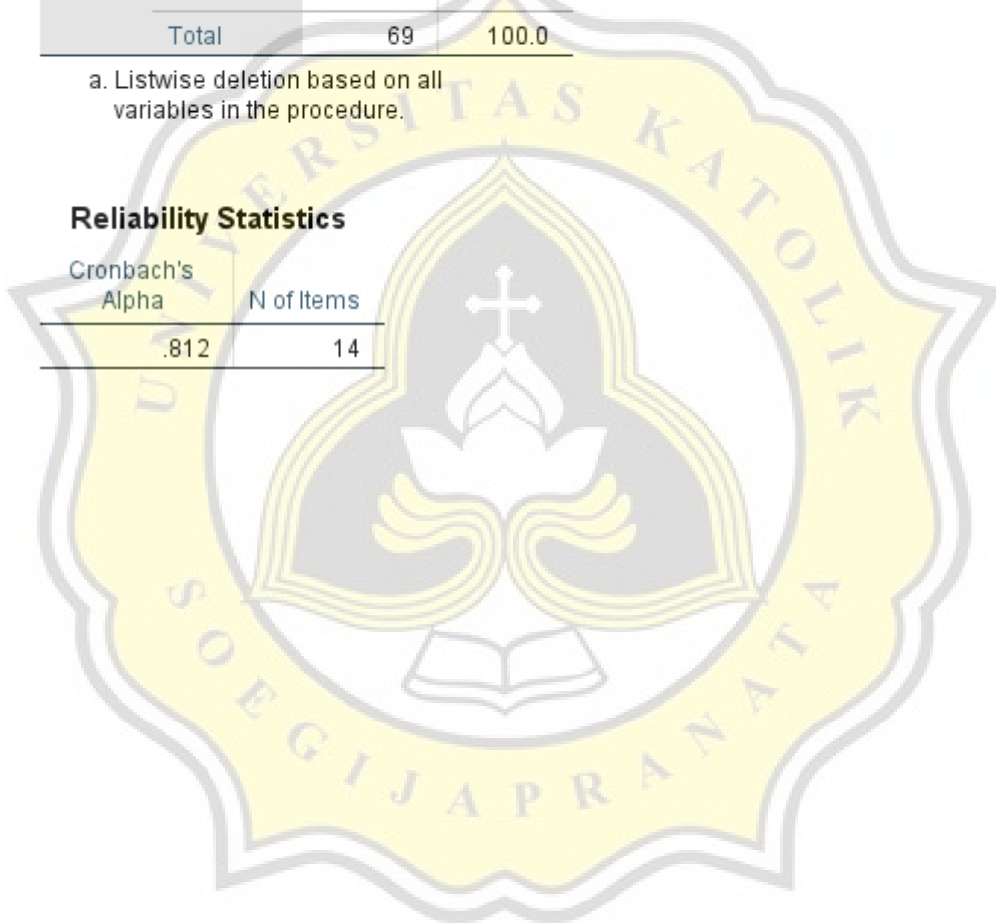 Total 69 100.0
a. Listwise deletion based on all
variables in the procedure.
Reliability Statistics
Cronbach's
Alpha N of Items
.812 14
UNIVERSITAS KATOLIK
SOEGIJAPRANATA